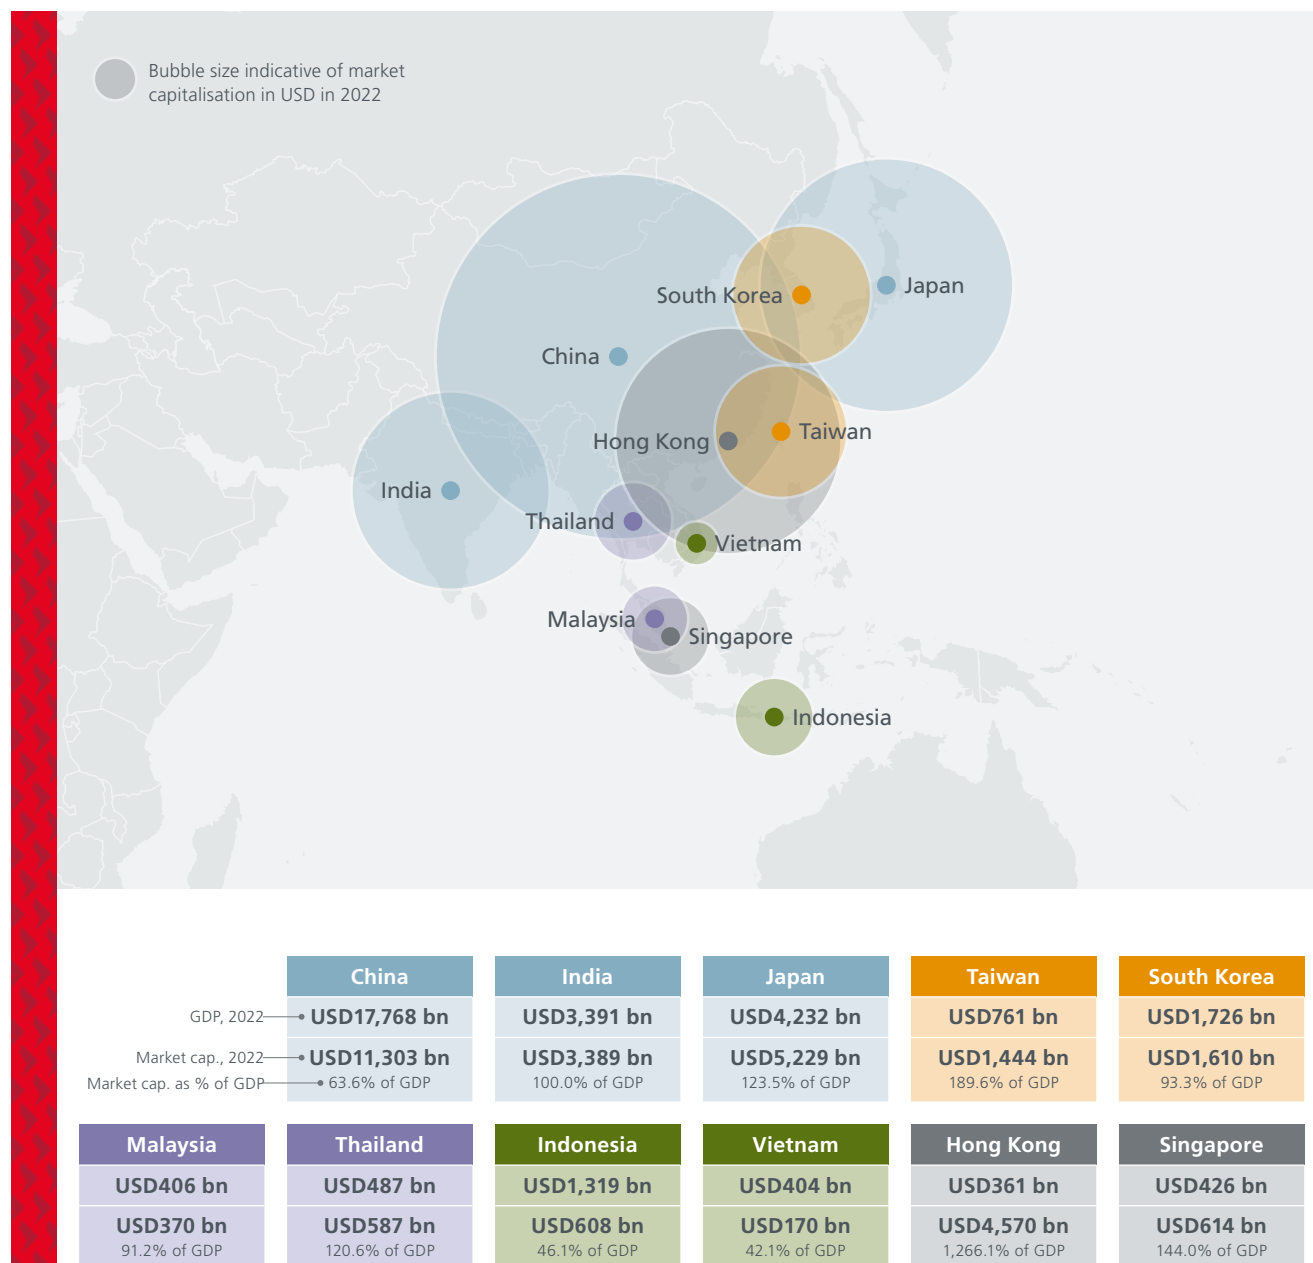 Bubble size indicative of market
capitalisation in USD in 2022
South Korea
Japan
China
Hong Kong
Taiwan
India
Thailand
Vietnam
Malaysia
Singapore
Indonesia
China
India
Japan
Taiwan
South Korea
GDP, 2022
USD17,768 bn
USD3,391 bn
USD4,232 bn
USD761 bn
USD1,726 bn
Market cap., 2022
USD11,303 bn
USD3,389 bn
USD5,229 bn
USD1,444 bn
USD1,610 bn
Market cap. as % of GDP
63.6% of GDP
100.0% of GDP
123.5% of GDP
189.6% of GDP
93.3% of GDP
Malaysia
Thailand
Indonesia
Vietnam
Hong Kong
Singapore
USD406 bn
USD487 bn
USD1,319 bn
USD404 bn
USD361 bn
USD426 bn
USD370 bn
USD587 bn
USD608 bn
USD170 bn
USD4,570 bn
USD614 bn
91.2% of GDP
120.6% of GDP
46.1% of GDP
42.1% of GDP
1,266.1% of GDP
144.0% of GDP